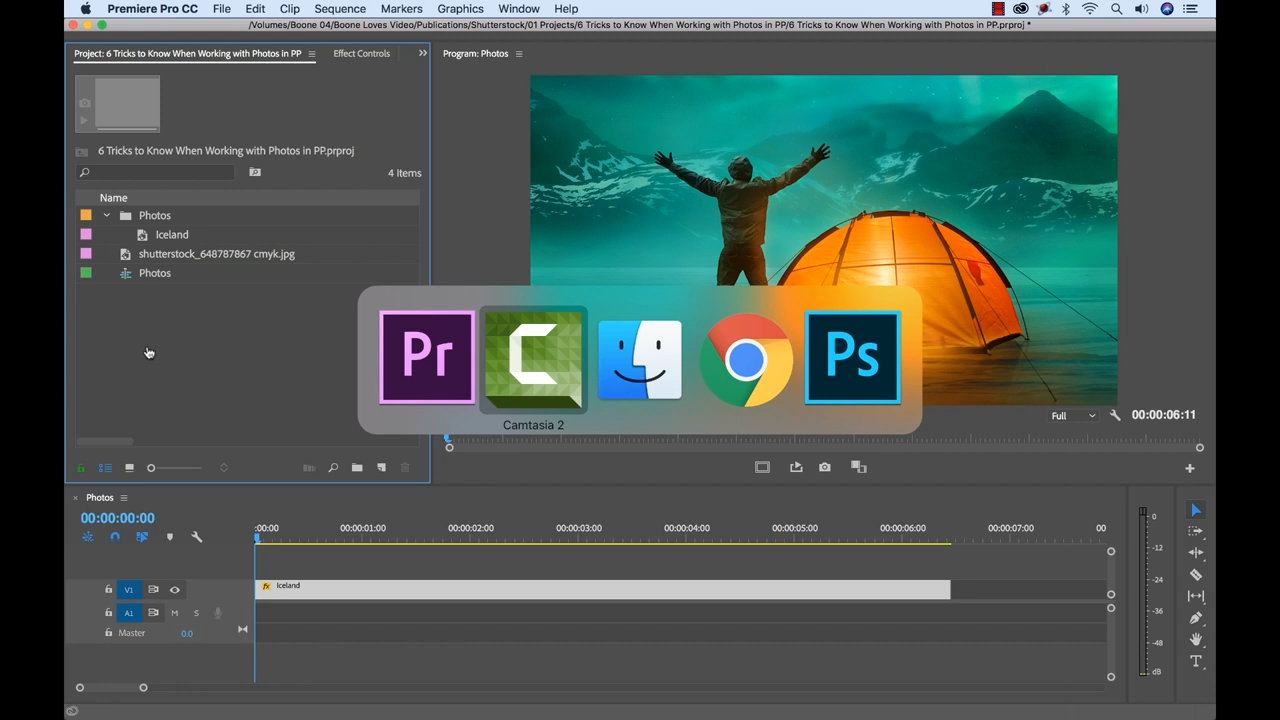 Premiere Pro CC File Edit Clip Sequence Markers Graphics Window Help
/Volumes/Boone 04/Boone Loves Video/Publications/Shutterstock/01 Projects/6 Tricks to Know When Working with Photos in PP/6 Tricks to Know When Working with Photos in PP.prproj *
Project: 6 Tricks to Know When Working with Photos in PP
Effect Controls
Program: Photos
6 Tricks to Know When Working with Photos in PP.prproj
4 Items
Name
Photos
Iceland
shutterstock_648787867 cmyk.jpg
Photos
Pr
C
Ps
Camtasia 2
Full
00:00:06:11
Photos
00:00:00:00
:00:00 00:00:01:00 00:00:02:00 00:00:03:00 00:00:04:00 00:00:05:00 00:00:06:00 00:00:07:00 00
fx Iceland
V1
A1 M S
Master 0.0
0
-12
-24
-36
-48
dB
T